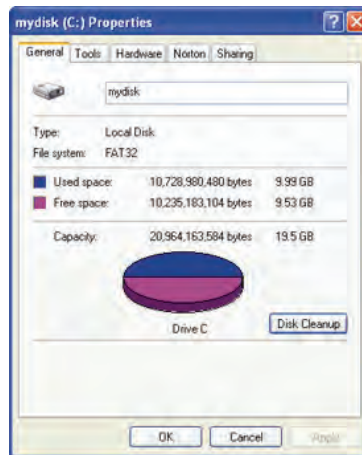 mydisk (C:) Properties
General Tools Hardware Norton Sharing
mydisk
Type: Local Disk
File system: FAT32
Used space: 10,728,980,480 bytes 9.99 GB
Free space: 10,235,183,104 bytes 9.53 GB
Capacity: 20,964,163,584 bytes 19.5 GB
Drive C
Disk Cleanup
OK Cancel Apply